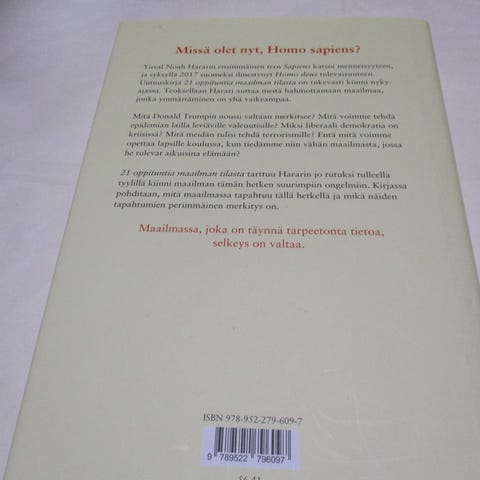 Missä olet nyt, Homo sapiens?
Yuval Noah Hararin ensimmäinen teos Sapiens katsoi menneisyyteen,
ja syksyllä 2017 suomeksi ilmestynyt Homo deus tulevaisuuteen.
Uutuuskirja 21 oppituntia maailman tilasta on tukevasti kiinni nyky-
ajassa. Teoksellaan Harari auttaa meitä hahmottamaan maailmaa,
jonka ymmärtäminen on yhä vaikeampaa.
Mitä Donald Trumpin nousu valtaan merkitsee? Mitä voimme tehdä
epidemian lailla leviäville valeuutisille? Miksi liberaali demokratia on
kriisissä? Mitä meidän tulisi tehdä terrorismille? Entä mitä voimme
opettaa lapsille koulussa, kun tiedämme niin vähän maailmasta, jossa
he tulevat aikuisina elämään?
21 oppituntia maailman tilasta tarttuu Hararin jo tutuksi tulleella
tyylillä kiinni maailman tämän hetken suurimpiin ongelmiin. Kirjassa
pohditaan, mitä maailmassa tapahtuu tällä hetkellä ja mikä näiden
tapahtumien perimmäinen merkitys on.
Maailmassa, joka on täynnä tarpeetonta tietoa,
selkeys on valtaa.
ISBN 978-952-279-609-7
9 789522 796097